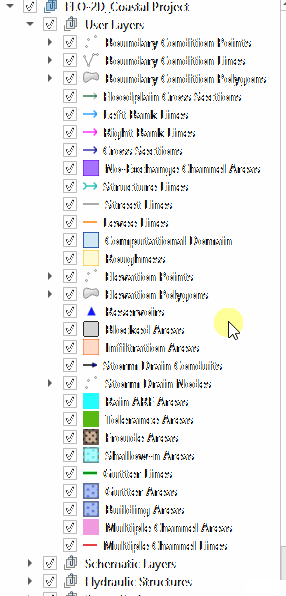 FLO-2D_Coastal Project
User Layers
Boundary Condition Points
Boundary Condition Lines
Boundary Condition Polygons
Floodplain Cross Sections
Left Bank Lines
Right Bank Lines
Cross Sections
No-Exchange Channel Areas
Structure Lines
Street Lines
Levee Lines
Computational Domain
Roughness
Elevation Points
Elevation Polygons
Reservoirs
Blocked Areas
Infiltration Areas
Storm Drain Conduits
Storm Drain Nodes
Rain ARF Areas
Tolerance Areas
Froude Areas
Shallow-n Areas
Gutter Lines
Gutter Areas
Building Areas
Multiple Channel Areas
Multiple Channel Lines
Schematic Layers
Hydraulic Structures